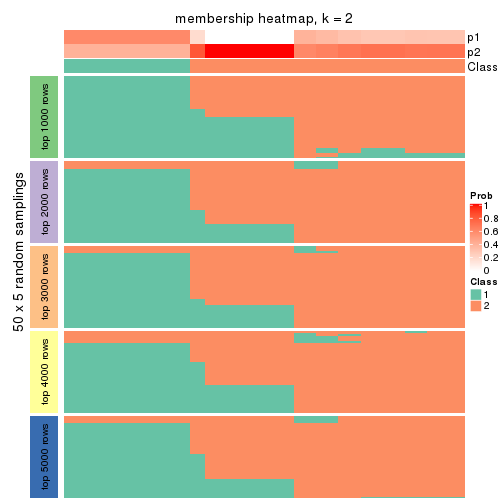 membership heatmap, k = 2
p1
p2
Class
50 x 5 random samplings
top 1000 rows
top 2000 rows
top 3000 rows
top 4000 rows
top 5000 rows
Prob
1
0.8
0.6
0.4
0.2
0
Class
1
2